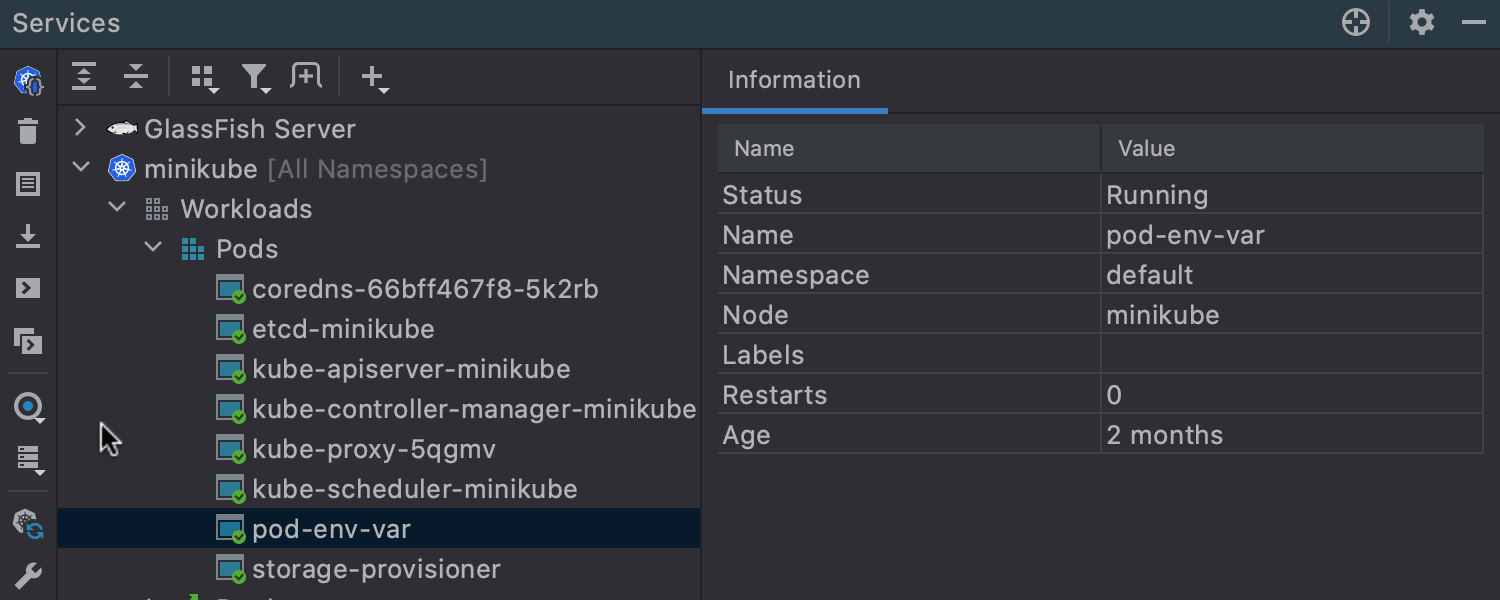 Services
Information
GlassFish Server
minikube [All Namespaces]
Workloads
Pods
coredns-66bff467f8-5k2rb
etcd-minikube
kube-apiserver-minikube
kube-controller-manager-minikube
kube-proxy-5qgmv
kube-scheduler-minikube
pod-env-var
storage-provisioner
Name Value
Status Running
Name pod-env-var
Namespace default
Node minikube
Labels
Restarts 0
Age 2 months